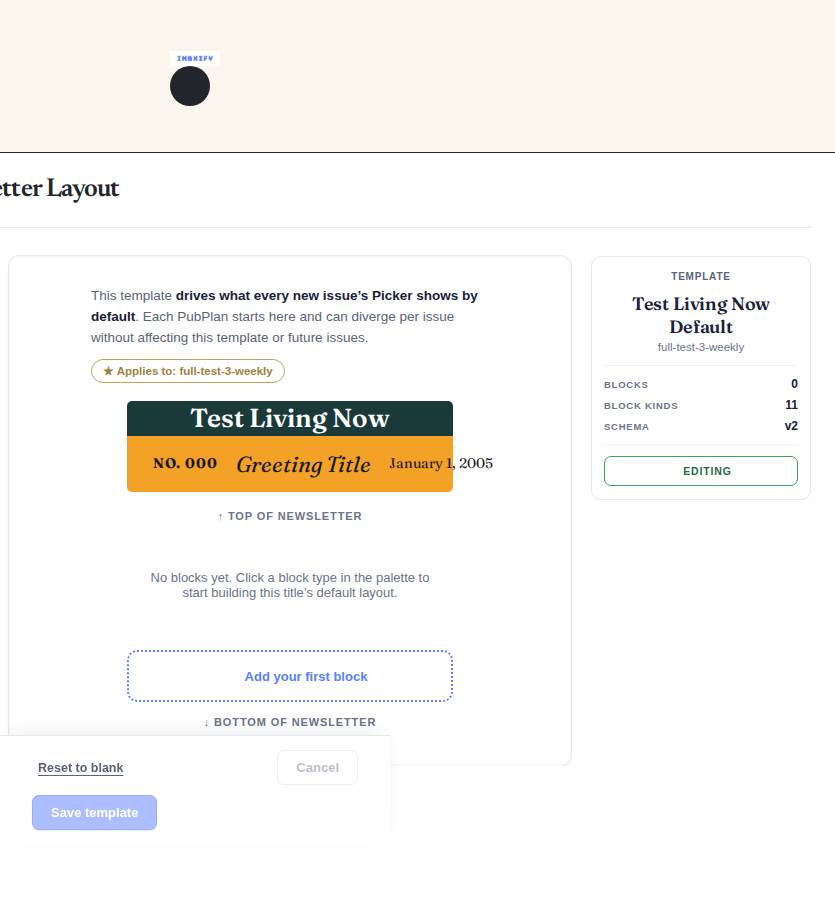 INBXIFY
etter Layout
This template drives what every new issue’s Picker shows by
default. Each PubPlan starts here and can diverge per issue
without affecting this template or future issues.
★ Applies to: full-test-3-weekly
Test Living Now
NO. 000 Greeting Title January 1, 2005
↑ TOP OF NEWSLETTER
No blocks yet. Click a block type in the palette to
start building this title’s default layout.
Add your first block
↓ BOTTOM OF NEWSLETTER
Reset to blank
Cancel
Save template
TEMPLATE
Test Living Now
Default
full-test-3-weekly
BLOCKS 0
BLOCK KINDS 11
SCHEMA v2
EDITING